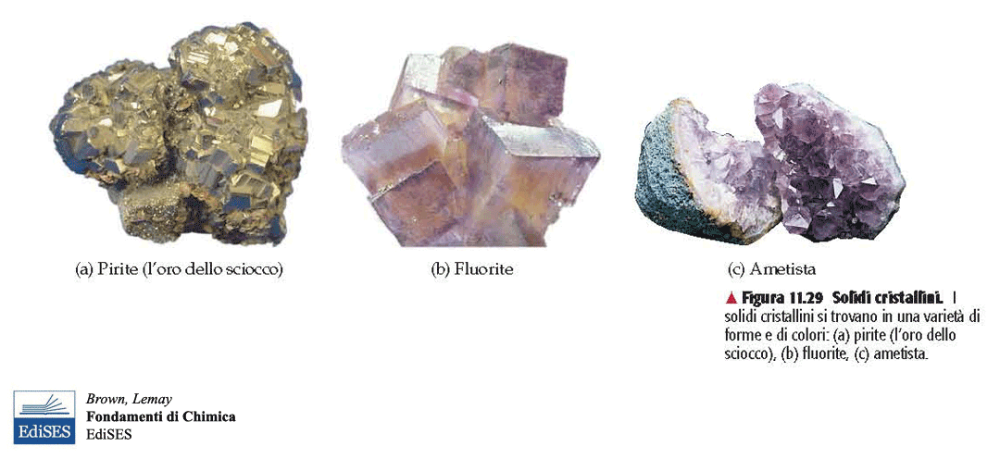 (a) Pirite (l'oro dello sciocco)
(b) Fluorite
(c) Ametista
▲ Figura 11.29 Solidi cristallini. I
solidi cristallini si trovano in una varietà di
forme e di colori: (a) pirite (l'oro dello
sciocco), (b) fluorite, (c) ametista.
EdiSES
Brown, Lemay
Fondamenti di Chimica
EdiSES